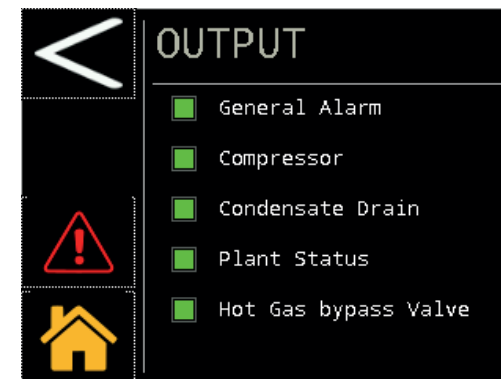 OUTPUT
General Alarm
Compressor
Condensate Drain
Plant Status
Hot Gas bypass Valve